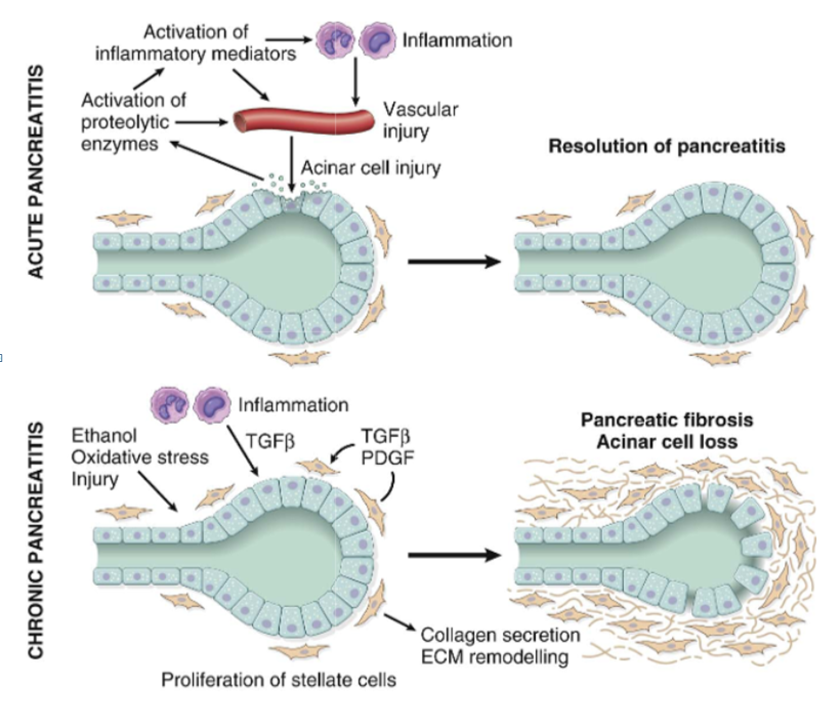 ACUTE PANCREATITIS
Activation of
inflammatory mediators
Inflammation
Activation of
proteolytic
enzymes
Vascular
injury
Acinar cell injury
Resolution of pancreatitis
CHRONIC PANCREATITIS
Inflammation
Ethanol
Oxidative stress
Injury
TGFβ
TGFβ
PDGF
Pancreatic fibrosis
Acinar cell loss
Collagen secretion
ECM remodelling
Proliferation of stellate cells